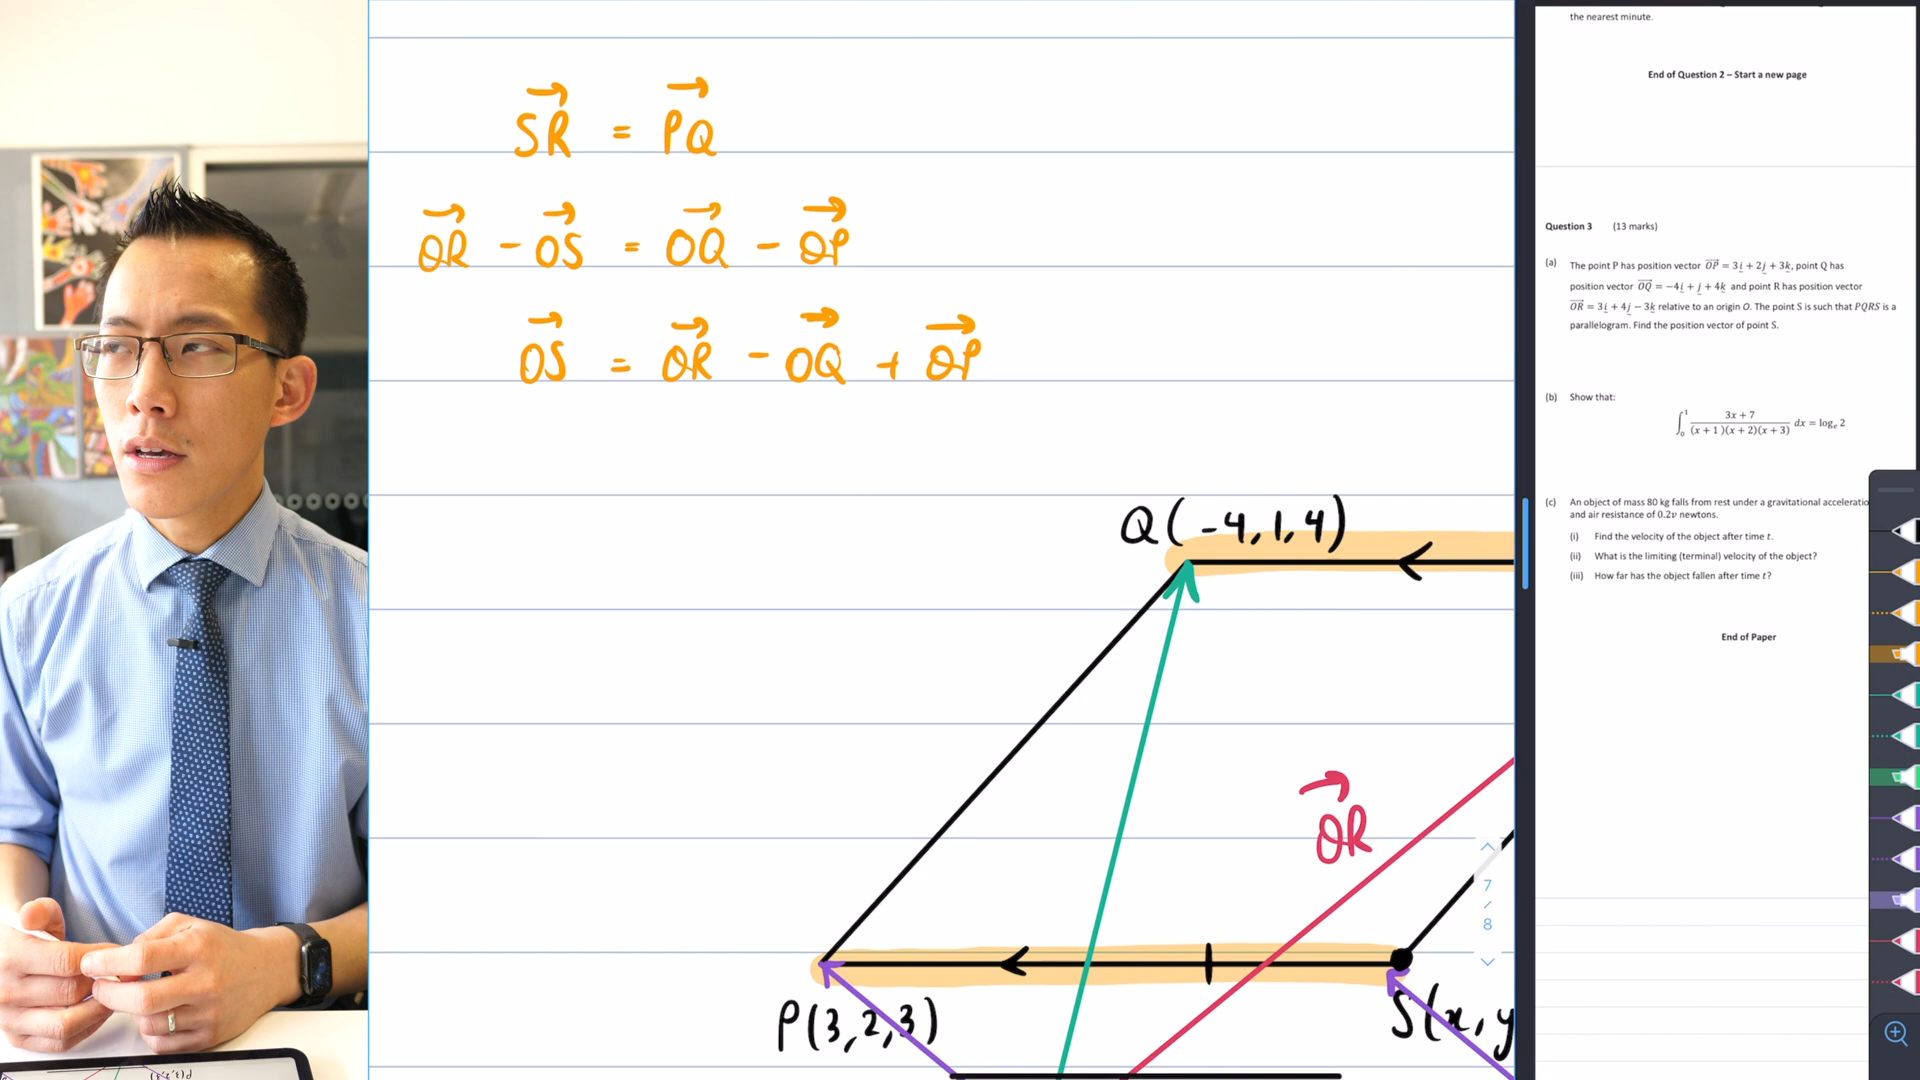 SR = PQ
OR - OS = OQ - OP
OS = OR - OQ + OP
Q(-4,1,4)
OR
P(3,2,3)
S(x,y
7
/
8
P(3,2,3)
the nearest minute.
End of Question 2 – Start a new page
Question 3 (13 marks)
(a) The point P has position vector OP = 3i + 2j + 3k, point Q has
position vector OQ = −4i + j + 4k and point R has position vector
OR = 3i + 4j − 3k relative to an origin O. The point S is such that PQRS is a
parallelogram. Find the position vector of point S.
(b) Show that:
∫₀¹ (3x + 7)/((x + 1)(x + 2)(x + 3)) dx = logₑ 2
(c) An object of mass 80 kg falls from rest under a gravitational acceleratio
and air resistance of 0.2v newtons.
(i) Find the velocity of the object after time t.
(ii) What is the limiting (terminal) velocity of the object?
(iii) How far has the object fallen after time t?
End of Paper